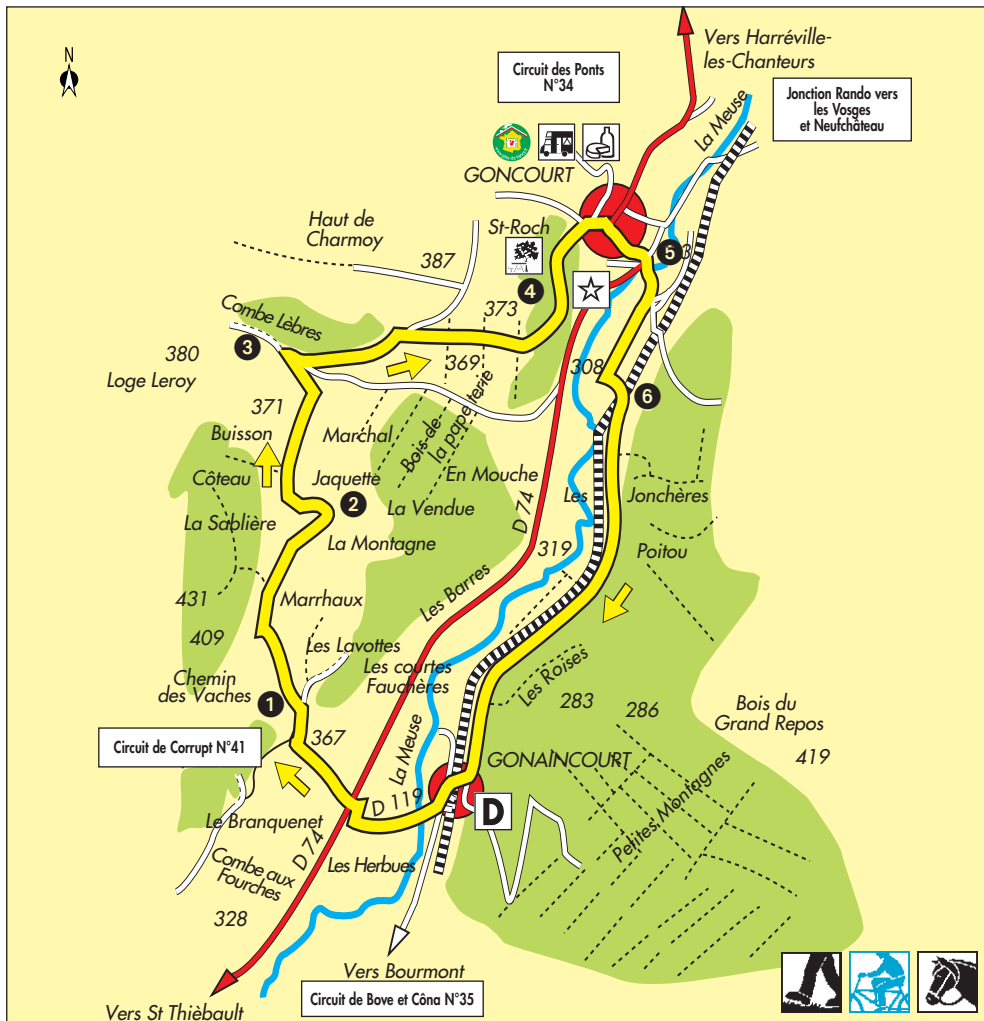 Vers Harréville-
les-Chanteurs
N
Circuit des Ponts
N°34
Jonction Rando vers
les Vosges
et Neufchâteau
La Meuse
GONCOURT
Haut de
Charmoy
St-Roch
387
5
4
373
Combe Lèbres
3
380
Loge Leroy
369
308
6
371
Marchal
Bois-de-
la papeterie
Buisson
Côteau
Jaquette
En Mouche
Les
Jonchères
2
La Vendue
D 74
La Sablière
La Montagne
319
Poitou
431
Marrhaux
Les Barres
409
Les Lavottes
Les courtes
Fauchères
Les Roises
Chemin
des Vaches
1
283
286
Bois du
Grand Repos
419
Circuit de Corrupt N°41
367
La Meuse
GONAÏNCOURT
D 119
D
Petites Montagnes
Le Branquenet
D 74
Les Herbues
Combe aux
Fourches
328
Vers Bourmont
Circuit de Bove et Côna N°35
Vers St Thièbault